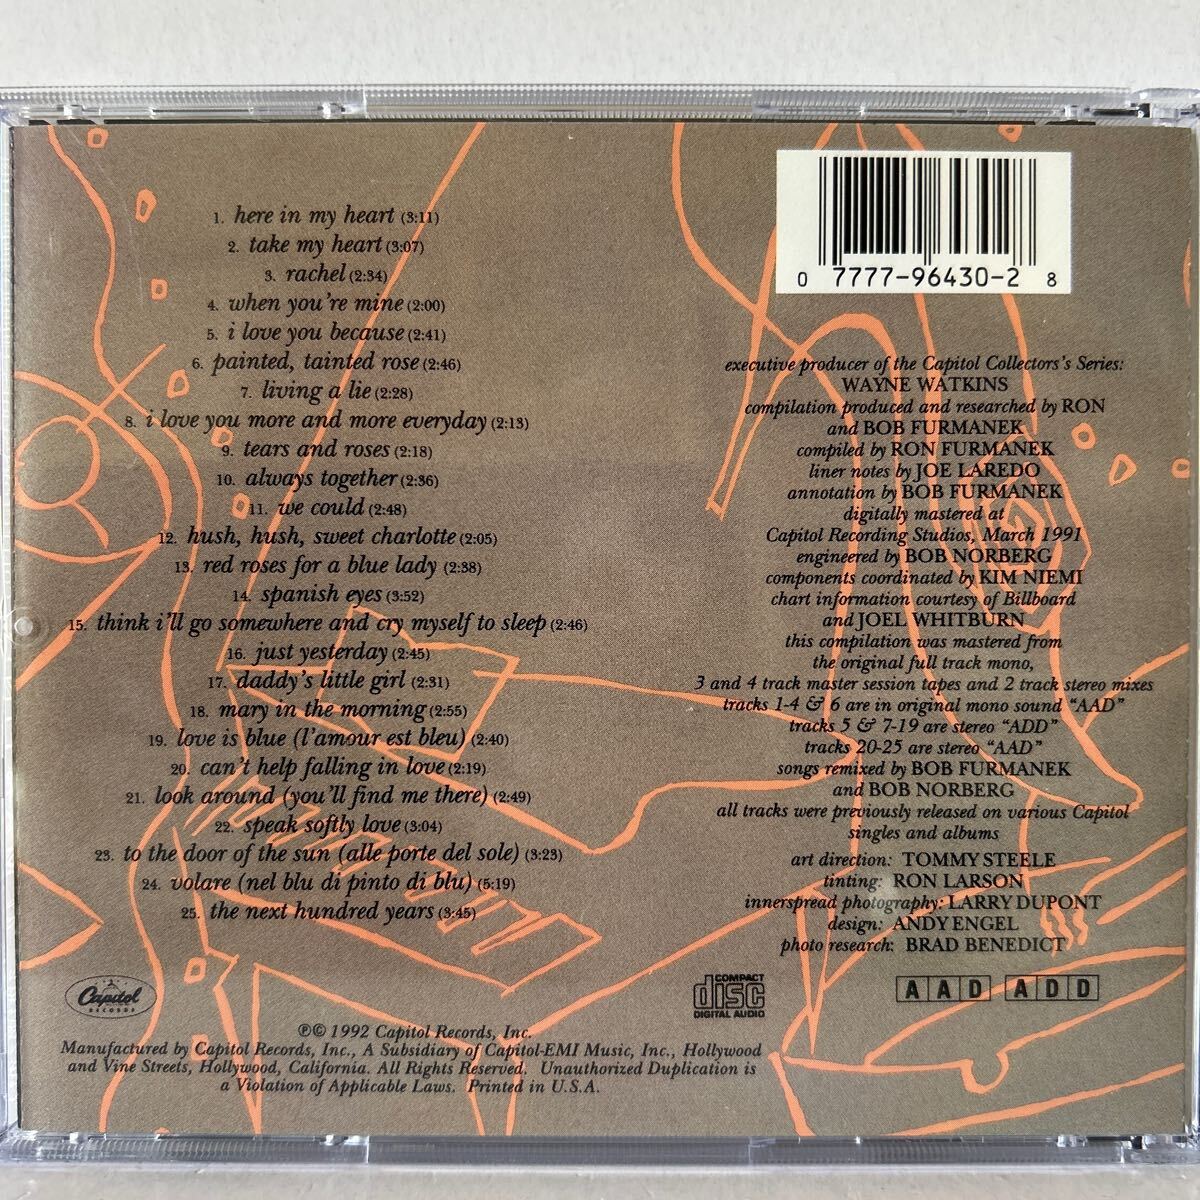 1. here in my heart (3:11)
2. take my heart (3:07)
3. rachel (2:34)
4. when you're mine (2:00)
5. i love you because (2:41)
6. painted, tainted rose (2:46)
7. living a lie (2:28)
8. i love you more and more everyday (2:13)
9. tears and roses (2:18)
10. always together (2:36)
11. we could (2:48)
12. hush, hush, sweet charlotte (2:05)
13. red roses for a blue lady (2:38)
14. spanish eyes (3:52)
15. think i'll go somewhere and cry myself to sleep (2:46)
16. just yesterday (2:45)
17. daddy's little girl (2:31)
18. mary in the morning (2:55)
19. love is blue (l'amour est bleu) (2:40)
20. can't help falling in love (2:19)
21. look around (you'll find me there) (2:49)
22. speak softly love (3:04)
23. to the door of the sun (alle porte del sole) (3:23)
24. volare (nel blu di pinto di blu) (5:19)
25. the next hundred years (3:45)
0 7777-96430-2 8
executive producer of the Capitol Collectors's Series:
WAYNE WATKINS
compilation produced and researched by RON
and BOB FURMANEK
compiled by RON FURMANEK
liner notes by JOE LAREDO
annotation by BOB FURMANEK
digitally mastered at
Capitol Recording Studios, March 1991
engineered by BOB NORBERG
components coordinated by KIM NIEMI
chart information courtesy of Billboard
and JOEL WHITBURN
this compilation was mastered from
the original full track mono,
3 and 4 track master session tapes and 2 track stereo mixes
tracks 1-4 & 6 are in original mono sound "AAD"
tracks 5 & 7-19 are stereo "ADD"
tracks 20-25 are stereo "AAD"
songs remixed by BOB FURMANEK
and BOB NORBERG
all tracks were previously released on various Capitol
singles and albums
art direction: TOMMY STEELE
tinting: RON LARSON
innerspread photography: LARRY DUPONT
design: ANDY ENGEL
photo research: BRAD BENEDICT
Capitol
RECORDS
COMPACT
disc
DIGITAL AUDIO
AAD ADD
℗© 1992 Capitol Records, Inc.
Manufactured by Capitol Records, Inc., A Subsidiary of Capitol-EMI Music, Inc., Hollywood
and Vine Streets, Hollywood, California. All Rights Reserved. Unauthorized Duplication is
a Violation of Applicable Laws. Printed in U.S.A.